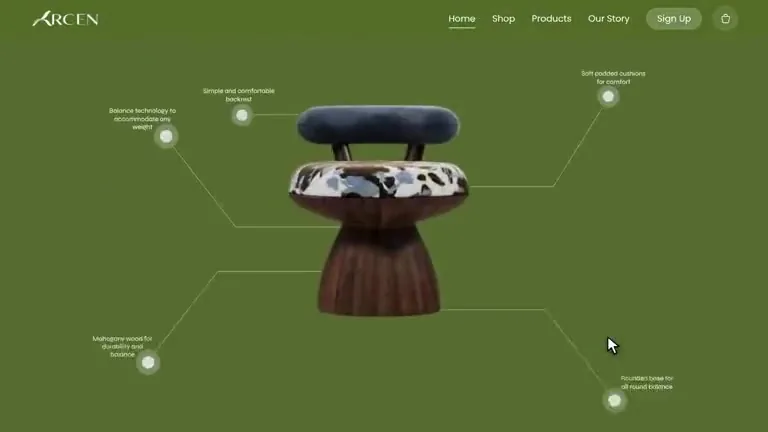 ARCEN
Home Shop Products Our Story Sign Up
Soft padded cushions
for comfort
Simple and comfortable
backrest
Balance technology to
accommodate any
weight
Mahogany wood for
durability and
balance
Rounded base for
all round balance